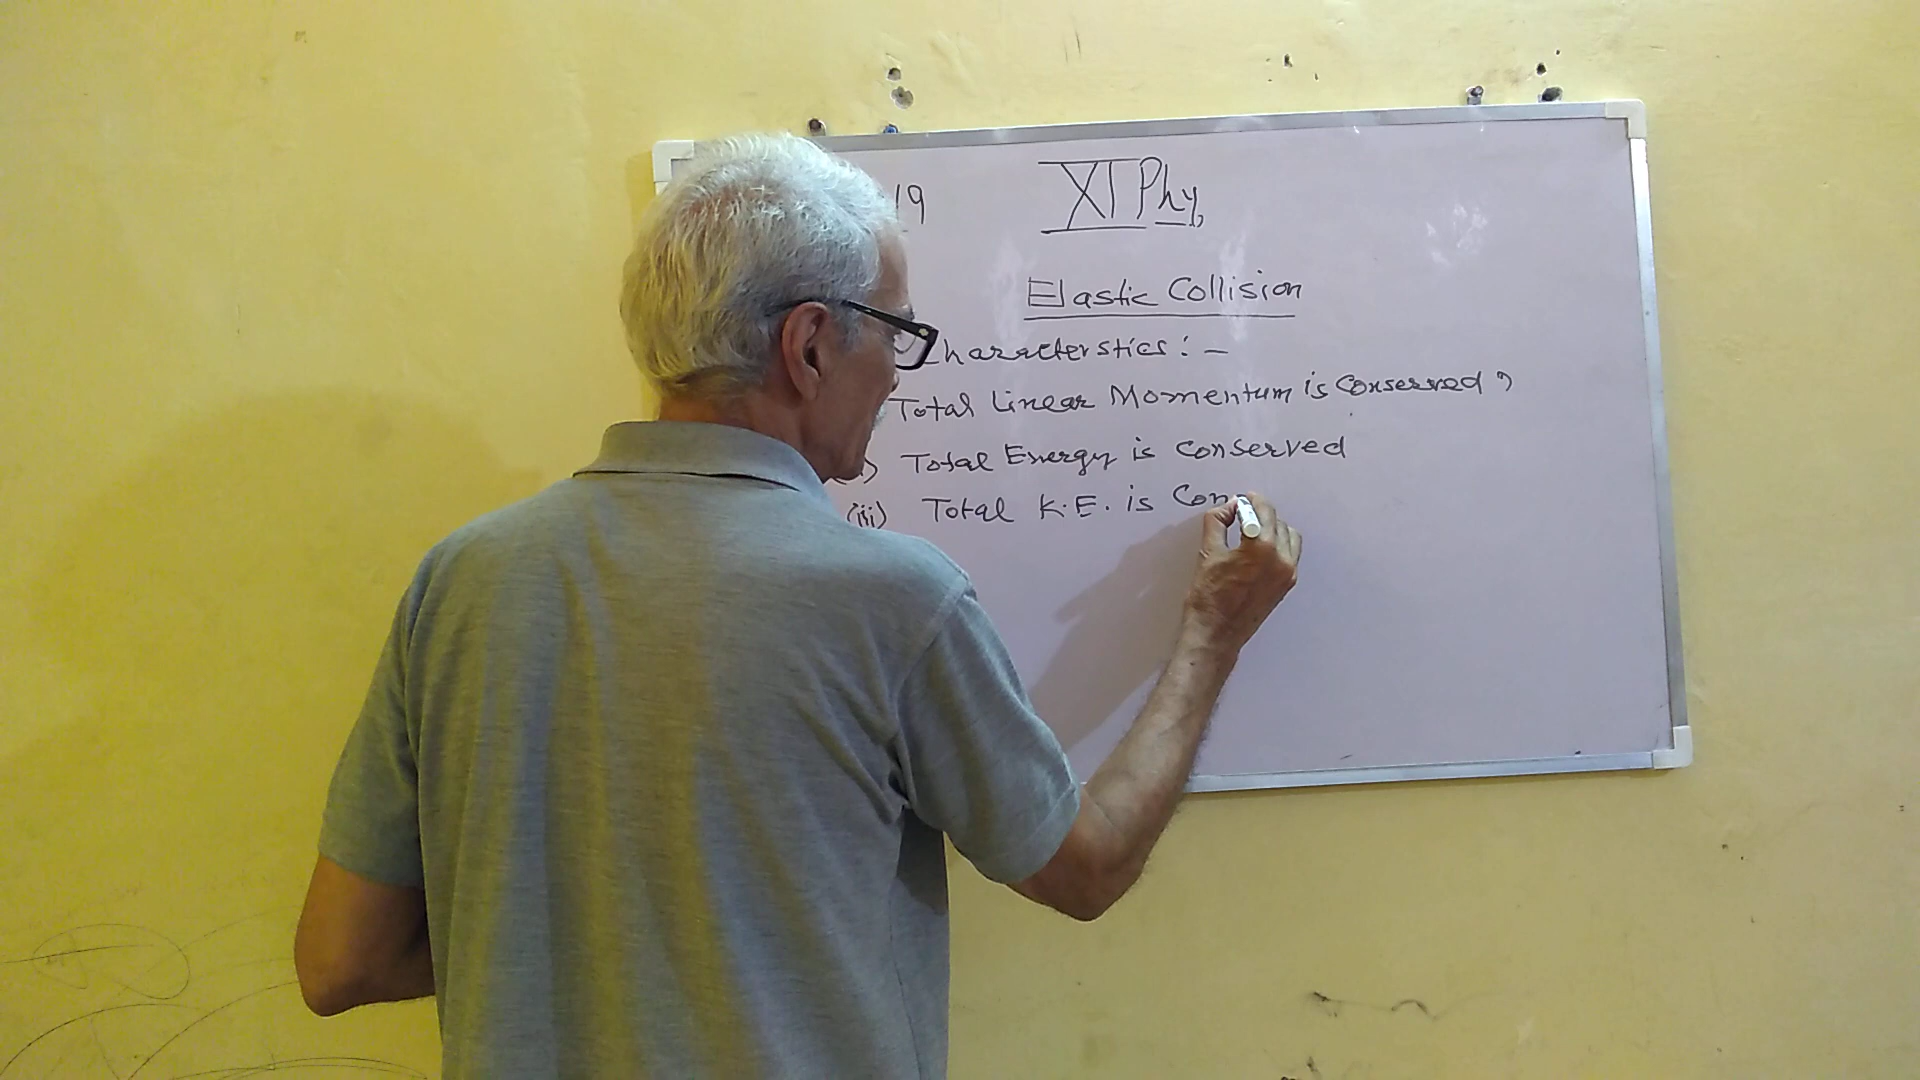 19
XI Phy,
Elastic Collision
Characterstics:-
Total Linear Momentum is Conserved,
Total Energy is Conserved
(iii) Total K.E. is Con